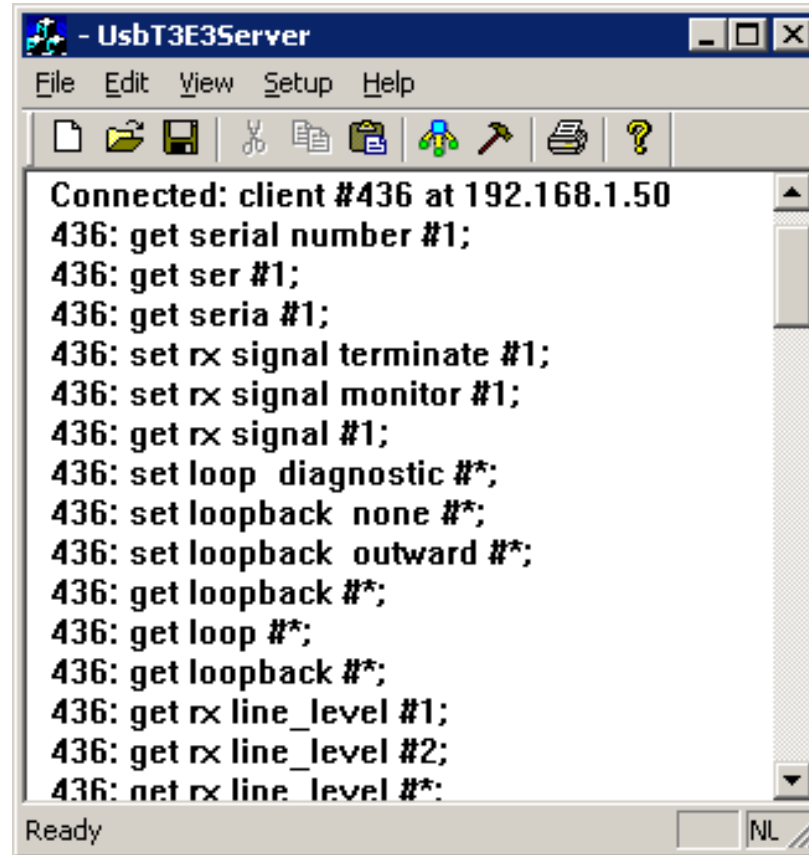 - UsbT3E3Server
File Edit View Setup Help
Connected: client #436 at 192.168.1.50
436: get serial number #1;
436: get ser #1;
436: get seria #1;
436: set rx signal terminate #1;
436: set rx signal monitor #1;
436: get rx signal #1;
436: set loop  diagnostic #*;
436: set loopback  none #*;
436: set loopback  outward #*;
436: get loopback #*;
436: get loop #*;
436: get loopback #*;
436: get rx line_level #1;
436: get rx line_level #2;
436: get rx line_level #*;
Ready NL